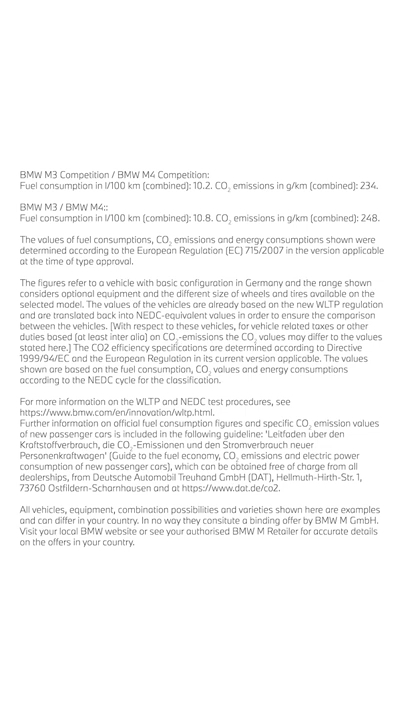 BMW M3 Competition / BMW M4 Competition:
Fuel consumption in l/100 km (combined): 10.2. CO₂ emissions in g/km (combined): 234.
BMW M3 / BMW M4::
Fuel consumption in l/100 km (combined): 10.8. CO₂ emissions in g/km (combined): 248.
The values of fuel consumptions, CO₂ emissions and energy consumptions shown were
determined according to the European Regulation (EC) 715/2007 in the version applicable
at the time of type approval.
The figures refer to a vehicle with basic configuration in Germany and the range shown
considers optional equipment and the different size of wheels and tires available on the
selected model. The values of the vehicles are already based on the new WLTP regulation
and are translated back into NEDC-equivalent values in order to ensure the comparison
between the vehicles. [With respect to these vehicles, for vehicle related taxes or other
duties based (at least inter alia) on CO₂-emissions the CO₂ values may differ to the values
stated here.] The CO2 efficiency specifications are determined according to Directive
1999/94/EC and the European Regulation in its current version applicable. The values
shown are based on the fuel consumption, CO₂ values and energy consumptions
according to the NEDC cycle for the classification.
For more information on the WLTP and NEDC test procedures, see
https://www.bmw.com/en/innovation/wltp.html.
Further information on official fuel consumption figures and specific CO₂ emission values
of new passenger cars is included in the following guideline: 'Leitfaden über den
Kraftstoffverbrauch, die CO₂-Emissionen und den Stromverbrauch neuer
Personenkraftwagen' (Guide to the fuel economy, CO₂ emissions and electric power
consumption of new passenger cars), which can be obtained free of charge from all
dealerships, from Deutsche Automobil Treuhand GmbH (DAT), Hellmuth-Hirth-Str. 1,
73760 Ostfildern-Scharnhausen and at https://www.dat.de/co2.
All vehicles, equipment, combination possibilities and varieties shown here are examples
and can differ in your country. In no way they consitute a binding offer by BMW M GmbH.
Visit your local BMW website or see your authorised BMW M Retailer for accurate details
on the offers in your country.